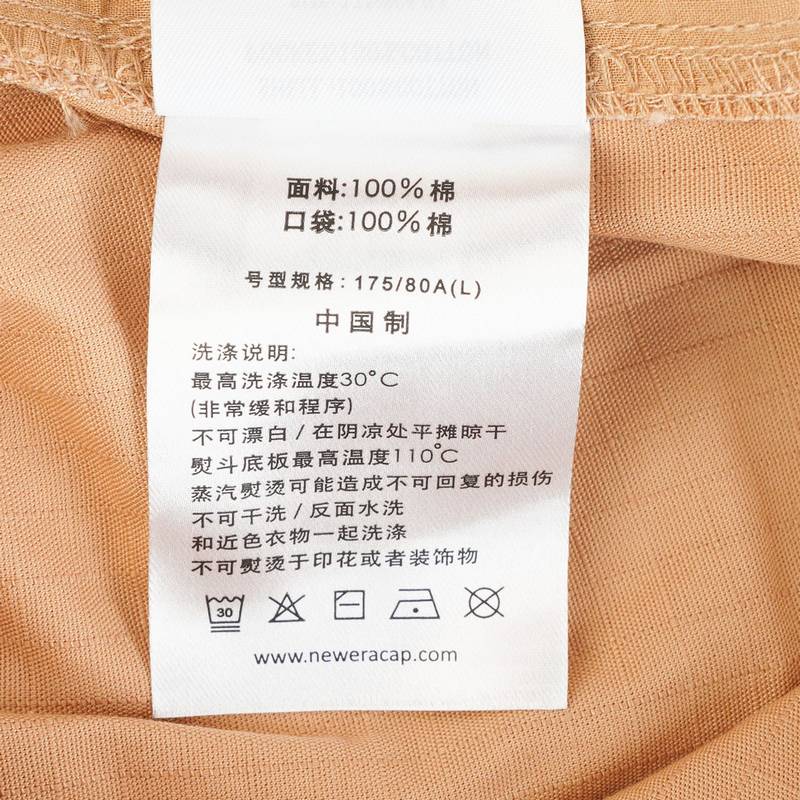 面料:100%棉
口袋:100%棉
号型规格:175/80A(L)
中国制
洗涤说明:
最高洗涤温度30°C
(非常缓和程序)
不可漂白/在阴凉处平摊晾干
熨斗底板最高温度110°C
蒸汽熨烫可能造成不可回复的损伤
不可干洗/反面水洗
和近色衣物一起洗涤
不可熨烫于印花或者装饰物
30
www.neweracap.com